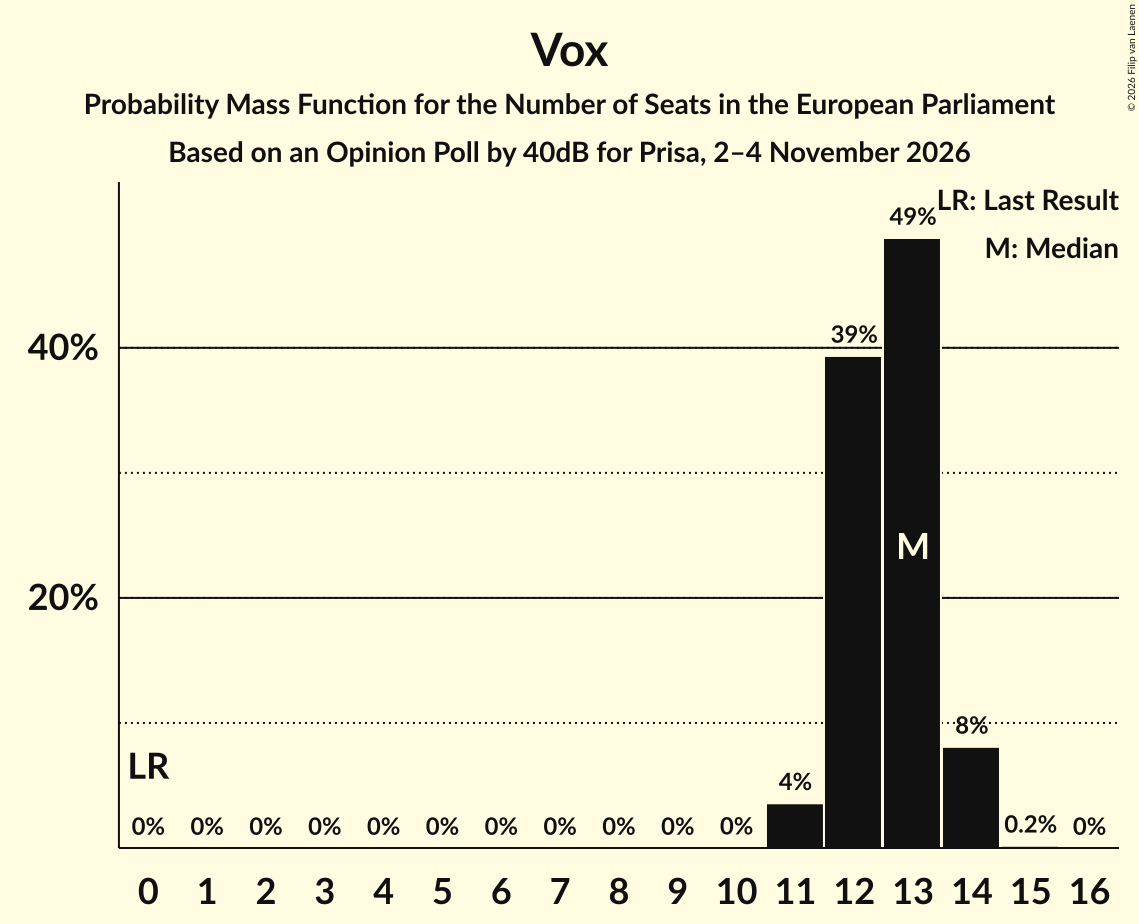 Vox
Probability Mass Function for the Number of Seats in the European Parliament
Based on an Opinion Poll by 40dB for Prisa, 2–4 November 2026
© 2026 Filip van Laenen
LR: Last Result
M: Median
49%
39%
40%
M
20%
8%
LR
4%
0% 0% 0% 0% 0% 0% 0% 0% 0% 0% 0% 0.2% 0%
0 1 2 3 4 5 6 7 8 9 10 11 12 13 14 15 16